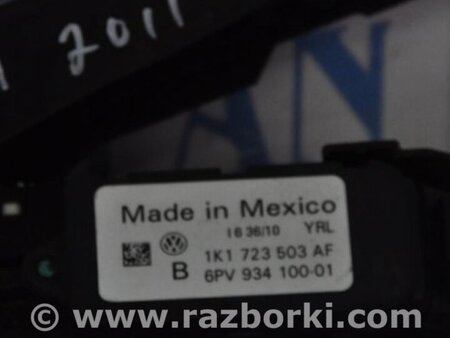 2011
AN
Made in Mexico
16 36/10 YRL
1K1 723 503 AF
B 6PV 934 100-01
© www.razborki.com